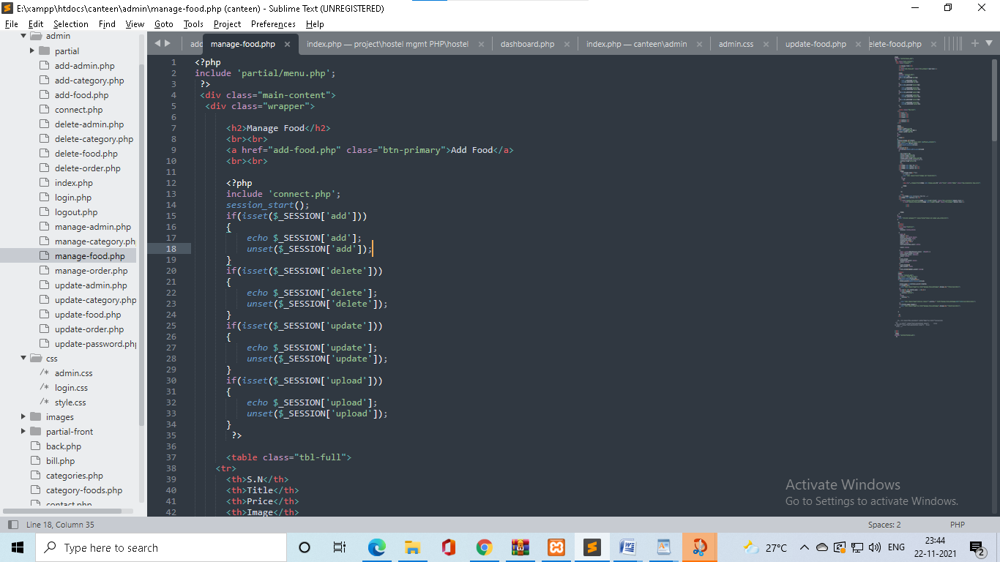 E:\xampp\htdocs\canteen\admin\manage-food.php (canteen) - Sublime Text (UNREGISTERED)
File Edit Selection Find View Goto Tools Project Preferences Help
admin
partial
add-admin.php
add-category.php
add-food.php
connect.php
delete-admin.php
delete-category.php
delete-food.php
delete-order.php
index.php
login.php
logout.php
manage-admin.php
manage-category.ph
manage-food.php
manage-order.php
update-admin.php
update-category.php
update-food.php
update-order.php
update-password.php
css
/* admin.css
/* login.css
/* style.css
images
partial-front
back.php
bill.php
categories.php
category-foods.php
contact.php
add manage-food.php × index.php — project\hostel mgmt PHP\hostel × dashboard.php × index.php — canteen\admin × admin.css × update-food.php × elete-food.php × +
1 <?php
2 include 'partial/menu.php';
3 ?>
4 <div class="main-content">
5 <div class="wrapper">
6
7 <h2>Manage Food</h2>
8 <br><br>
9 <a href="add-food.php" class="btn-primary">Add Food</a>
10 <br><br>
11
12 <?php
13 include 'connect.php';
14 session_start();
15 if(isset($_SESSION['add']))
16 {
17 echo $_SESSION['add'];
18 unset($_SESSION['add']);
19 }
20 if(isset($_SESSION['delete']))
21 {
22 echo $_SESSION['delete'];
23 unset($_SESSION['delete']);
24 }
25 if(isset($_SESSION['update']))
26 {
27 echo $_SESSION['update'];
28 unset($_SESSION['update']);
29 }
30 if(isset($_SESSION['upload']))
31 {
32 echo $_SESSION['upload'];
33 unset($_SESSION['upload']);
34 }
35 ?>
36
37 <table class="tbl-full">
38 <tr>
39 <th>S.N</th>
40 <th>Title</th>
41 <th>Price</th>
42 <th>Image</th>
Activate Windows
Go to Settings to activate Windows.
Line 18, Column 35 Spaces: 2 PHP
Type here to search
27°C ENG
23:44
22-11-2021
2